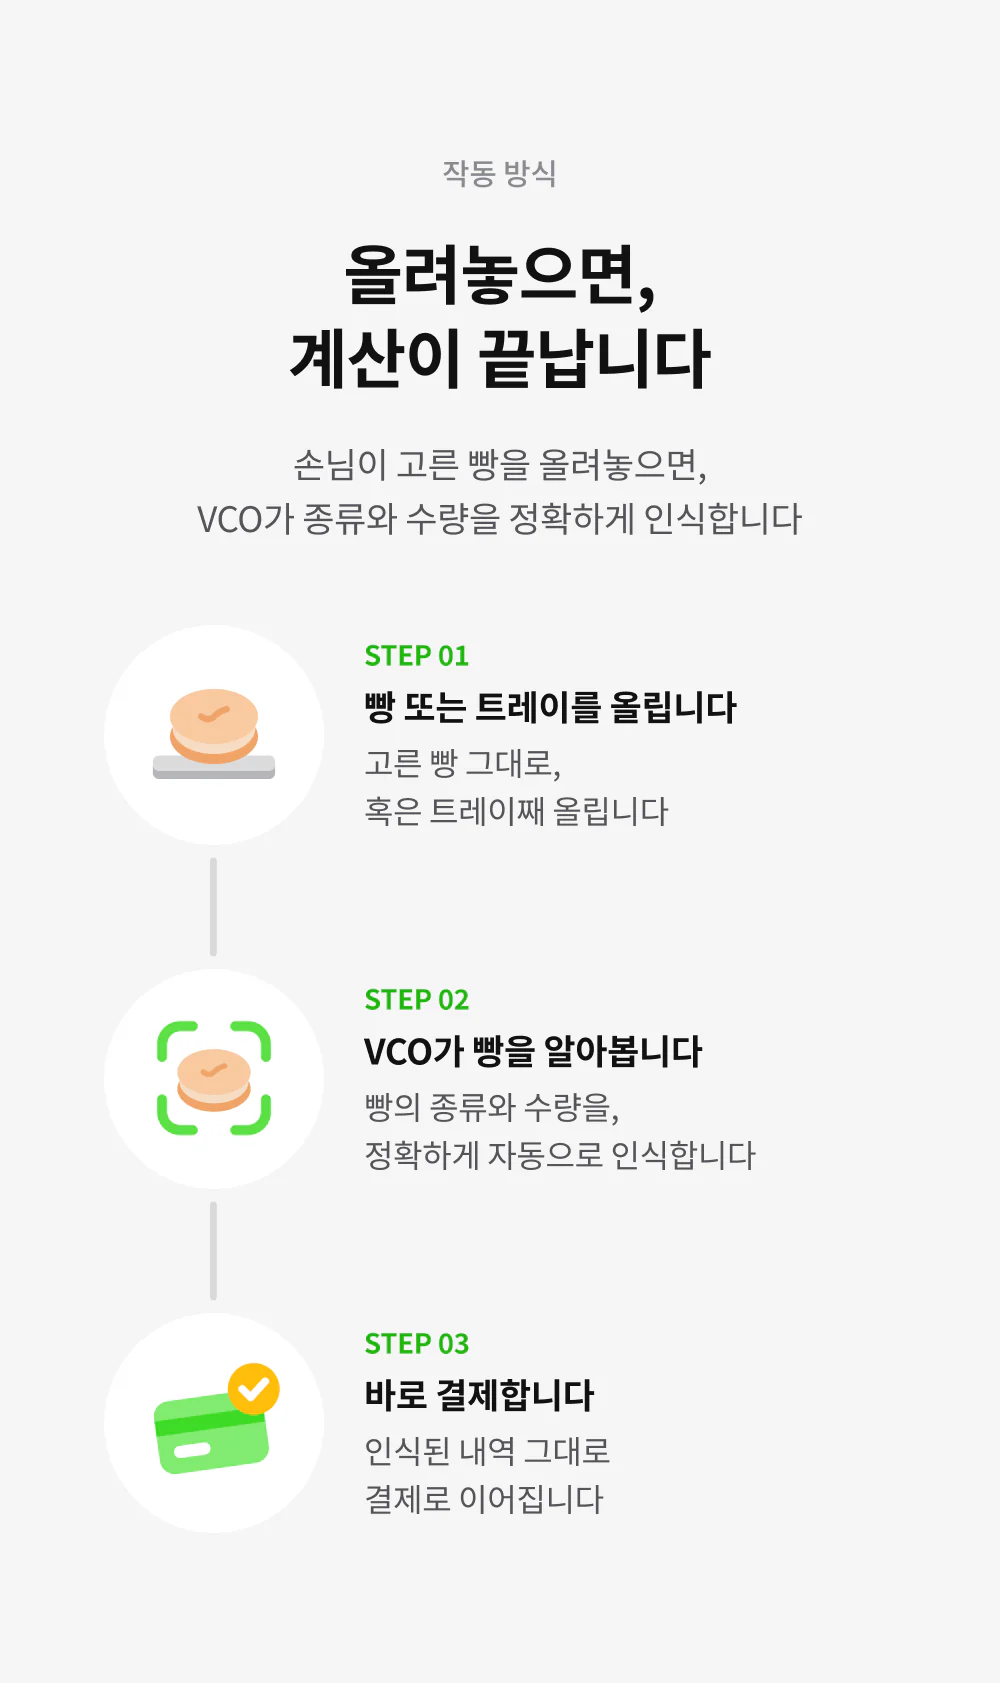 작동 방식
올려놓으면,
계산이 끝납니다
손님이 고른 빵을 올려놓으면,
VCO가 종류와 수량을 정확하게 인식합니다
STEP 01
빵 또는 트레이를 올립니다
고른 빵 그대로,
혹은 트레이째 올립니다
STEP 02
VCO가 빵을 알아봅니다
빵의 종류와 수량을,
정확하게 자동으로 인식합니다
STEP 03
바로 결제합니다
인식된 내역 그대로
결제로 이어집니다